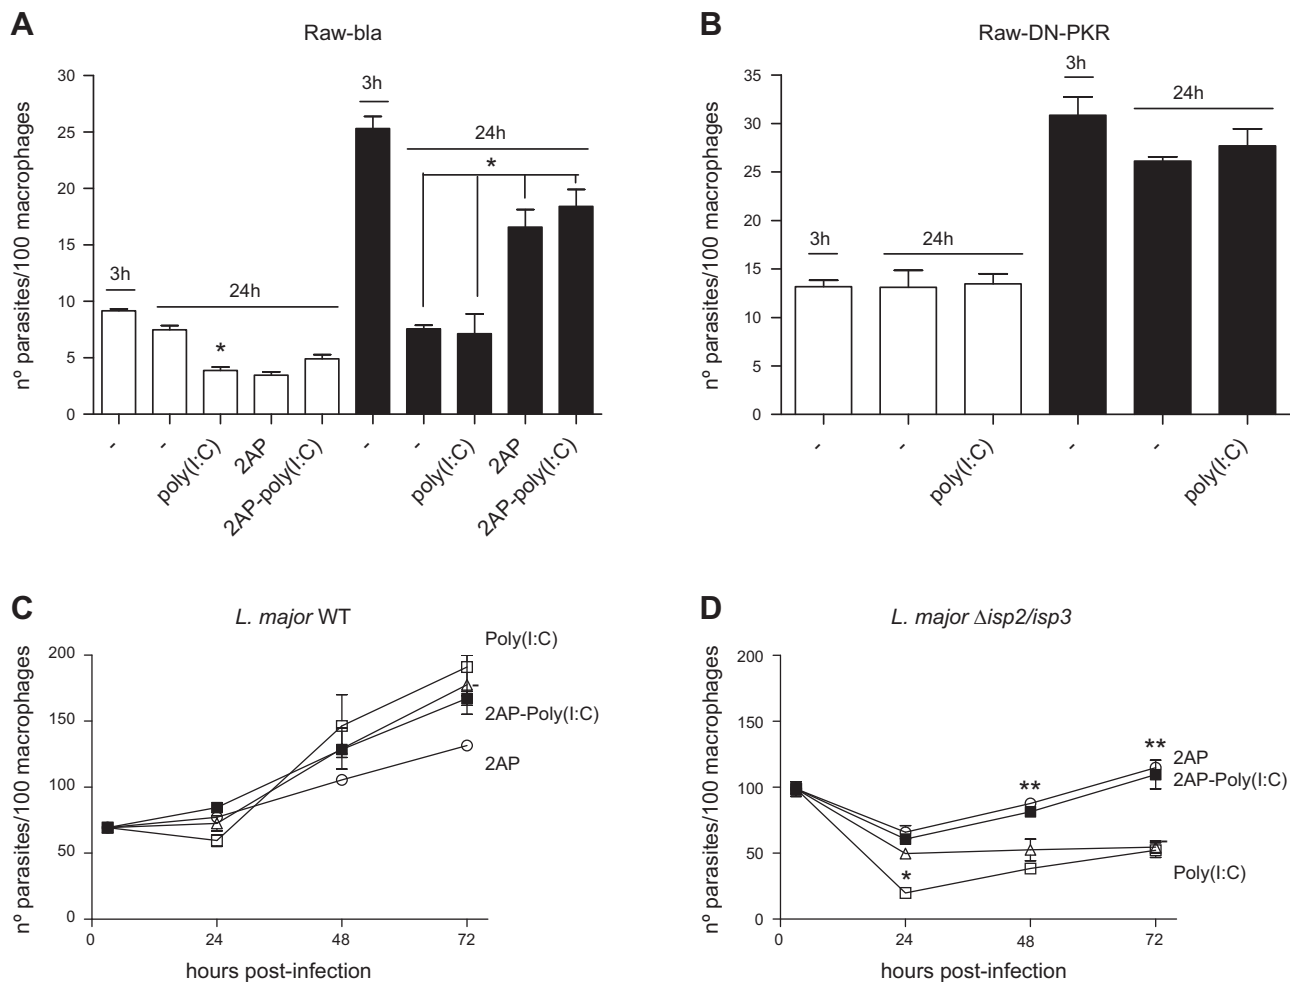 A
Raw-bla
nº parasites/100 macrophages
30
25
20
15
10
5
0
3h
24h
*
3h
24h
*
-
-
poly(I:C)
2AP
2AP-poly(I:C)
-
-
poly(I:C)
2AP
2AP-poly(I:C)
B
Raw-DN-PKR
nº parasites/100 macrophages
35
30
25
20
15
10
5
0
3h
24h
3h
24h
-
-
poly(I:C)
-
-
poly(I:C)
C
L. major WT
nº parasites/100 macrophages
200
150
100
50
0
0 24 48 72
hours post-infection
Poly(I:C)
-
2AP-Poly(I:C)
2AP
D
L. major Δisp2/isp3
nº parasites/100 macrophages
200
150
100
50
0
0 24 48 72
hours post-infection
*
**
**
2AP
2AP-Poly(I:C)
-
Poly(I:C)